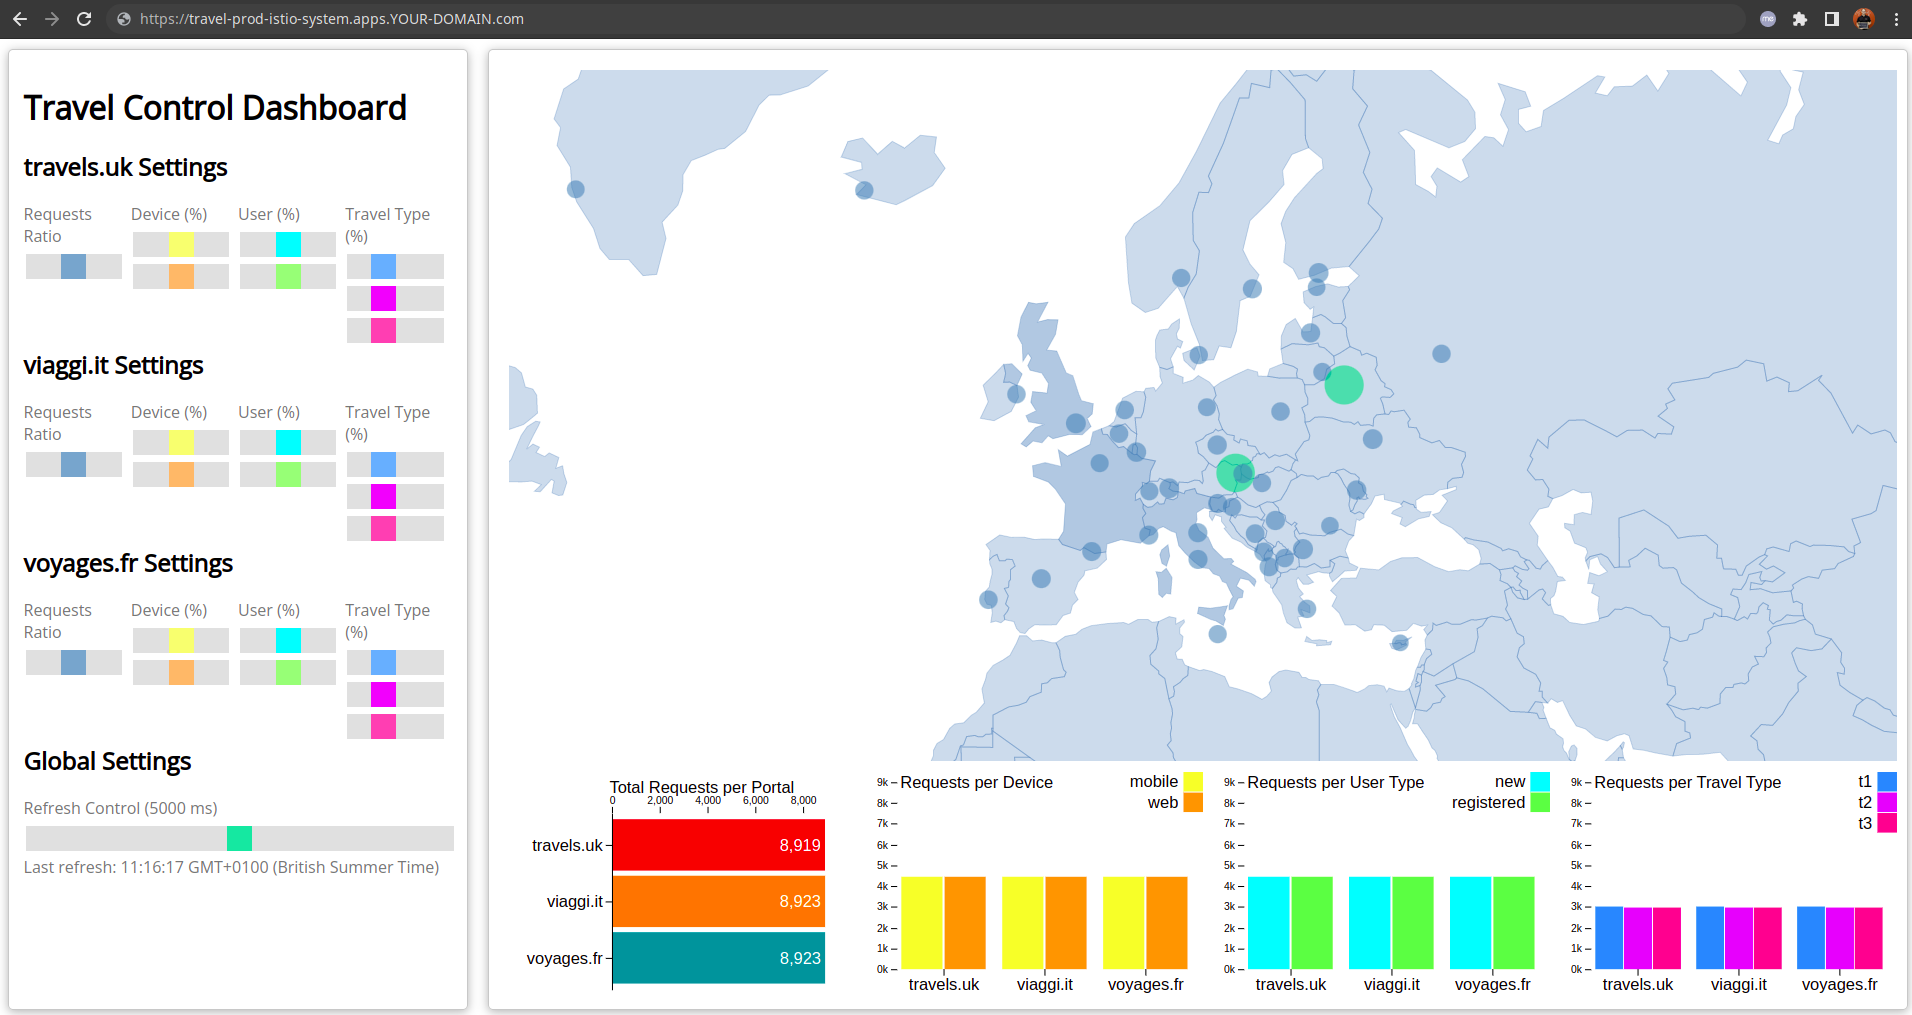 https://travel-prod-istio-system.apps.YOUR-DOMAIN.com
me
Travel Control Dashboard
travels.uk Settings
Requests Ratio
Device (%)
User (%)
Travel Type (%)
viaggi.it Settings
Requests Ratio
Device (%)
User (%)
Travel Type (%)
voyages.fr Settings
Requests Ratio
Device (%)
User (%)
Travel Type (%)
Global Settings
Refresh Control (5000 ms)
Last refresh: 11:16:17 GMT+0100 (British Summer Time)
Total Requests per Portal
0 2,000 4,000 6,000 8,000
travels.uk 8,919
viaggi.it 8,923
voyages.fr 8,923
Requests per Device
mobile
web
9k
8k
7k
6k
5k
4k
3k
2k
1k
0k
travels.uk viaggi.it voyages.fr
Requests per User Type
new
registered
9k
8k
7k
6k
5k
4k
3k
2k
1k
0k
travels.uk viaggi.it voyages.fr
Requests per Travel Type
t1
t2
t3
9k
8k
7k
6k
5k
4k
3k
2k
1k
0k
travels.uk viaggi.it voyages.fr